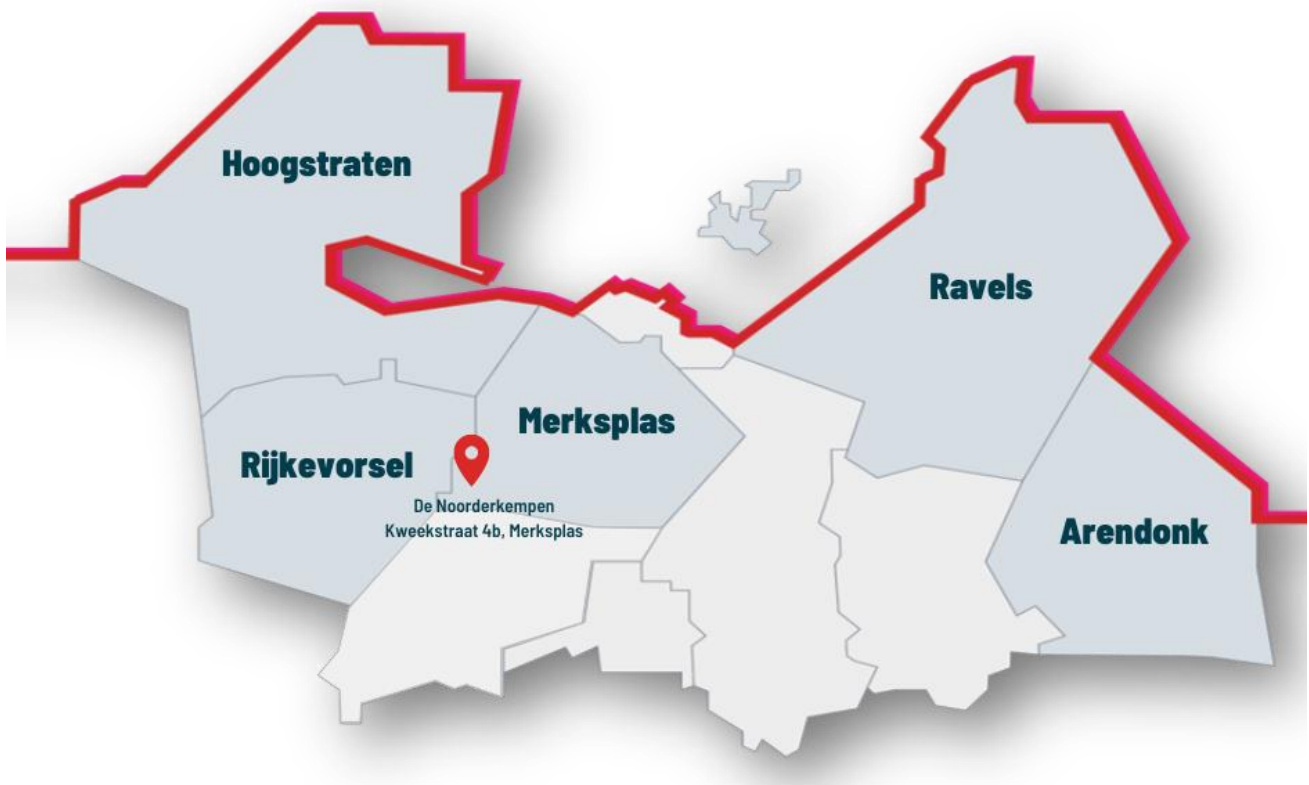 Hoogstraten
Ravels
Merksplas
Rijkevorsel
De Noorderkempen
Kweekstraat 4b, Merksplas
Arendonk